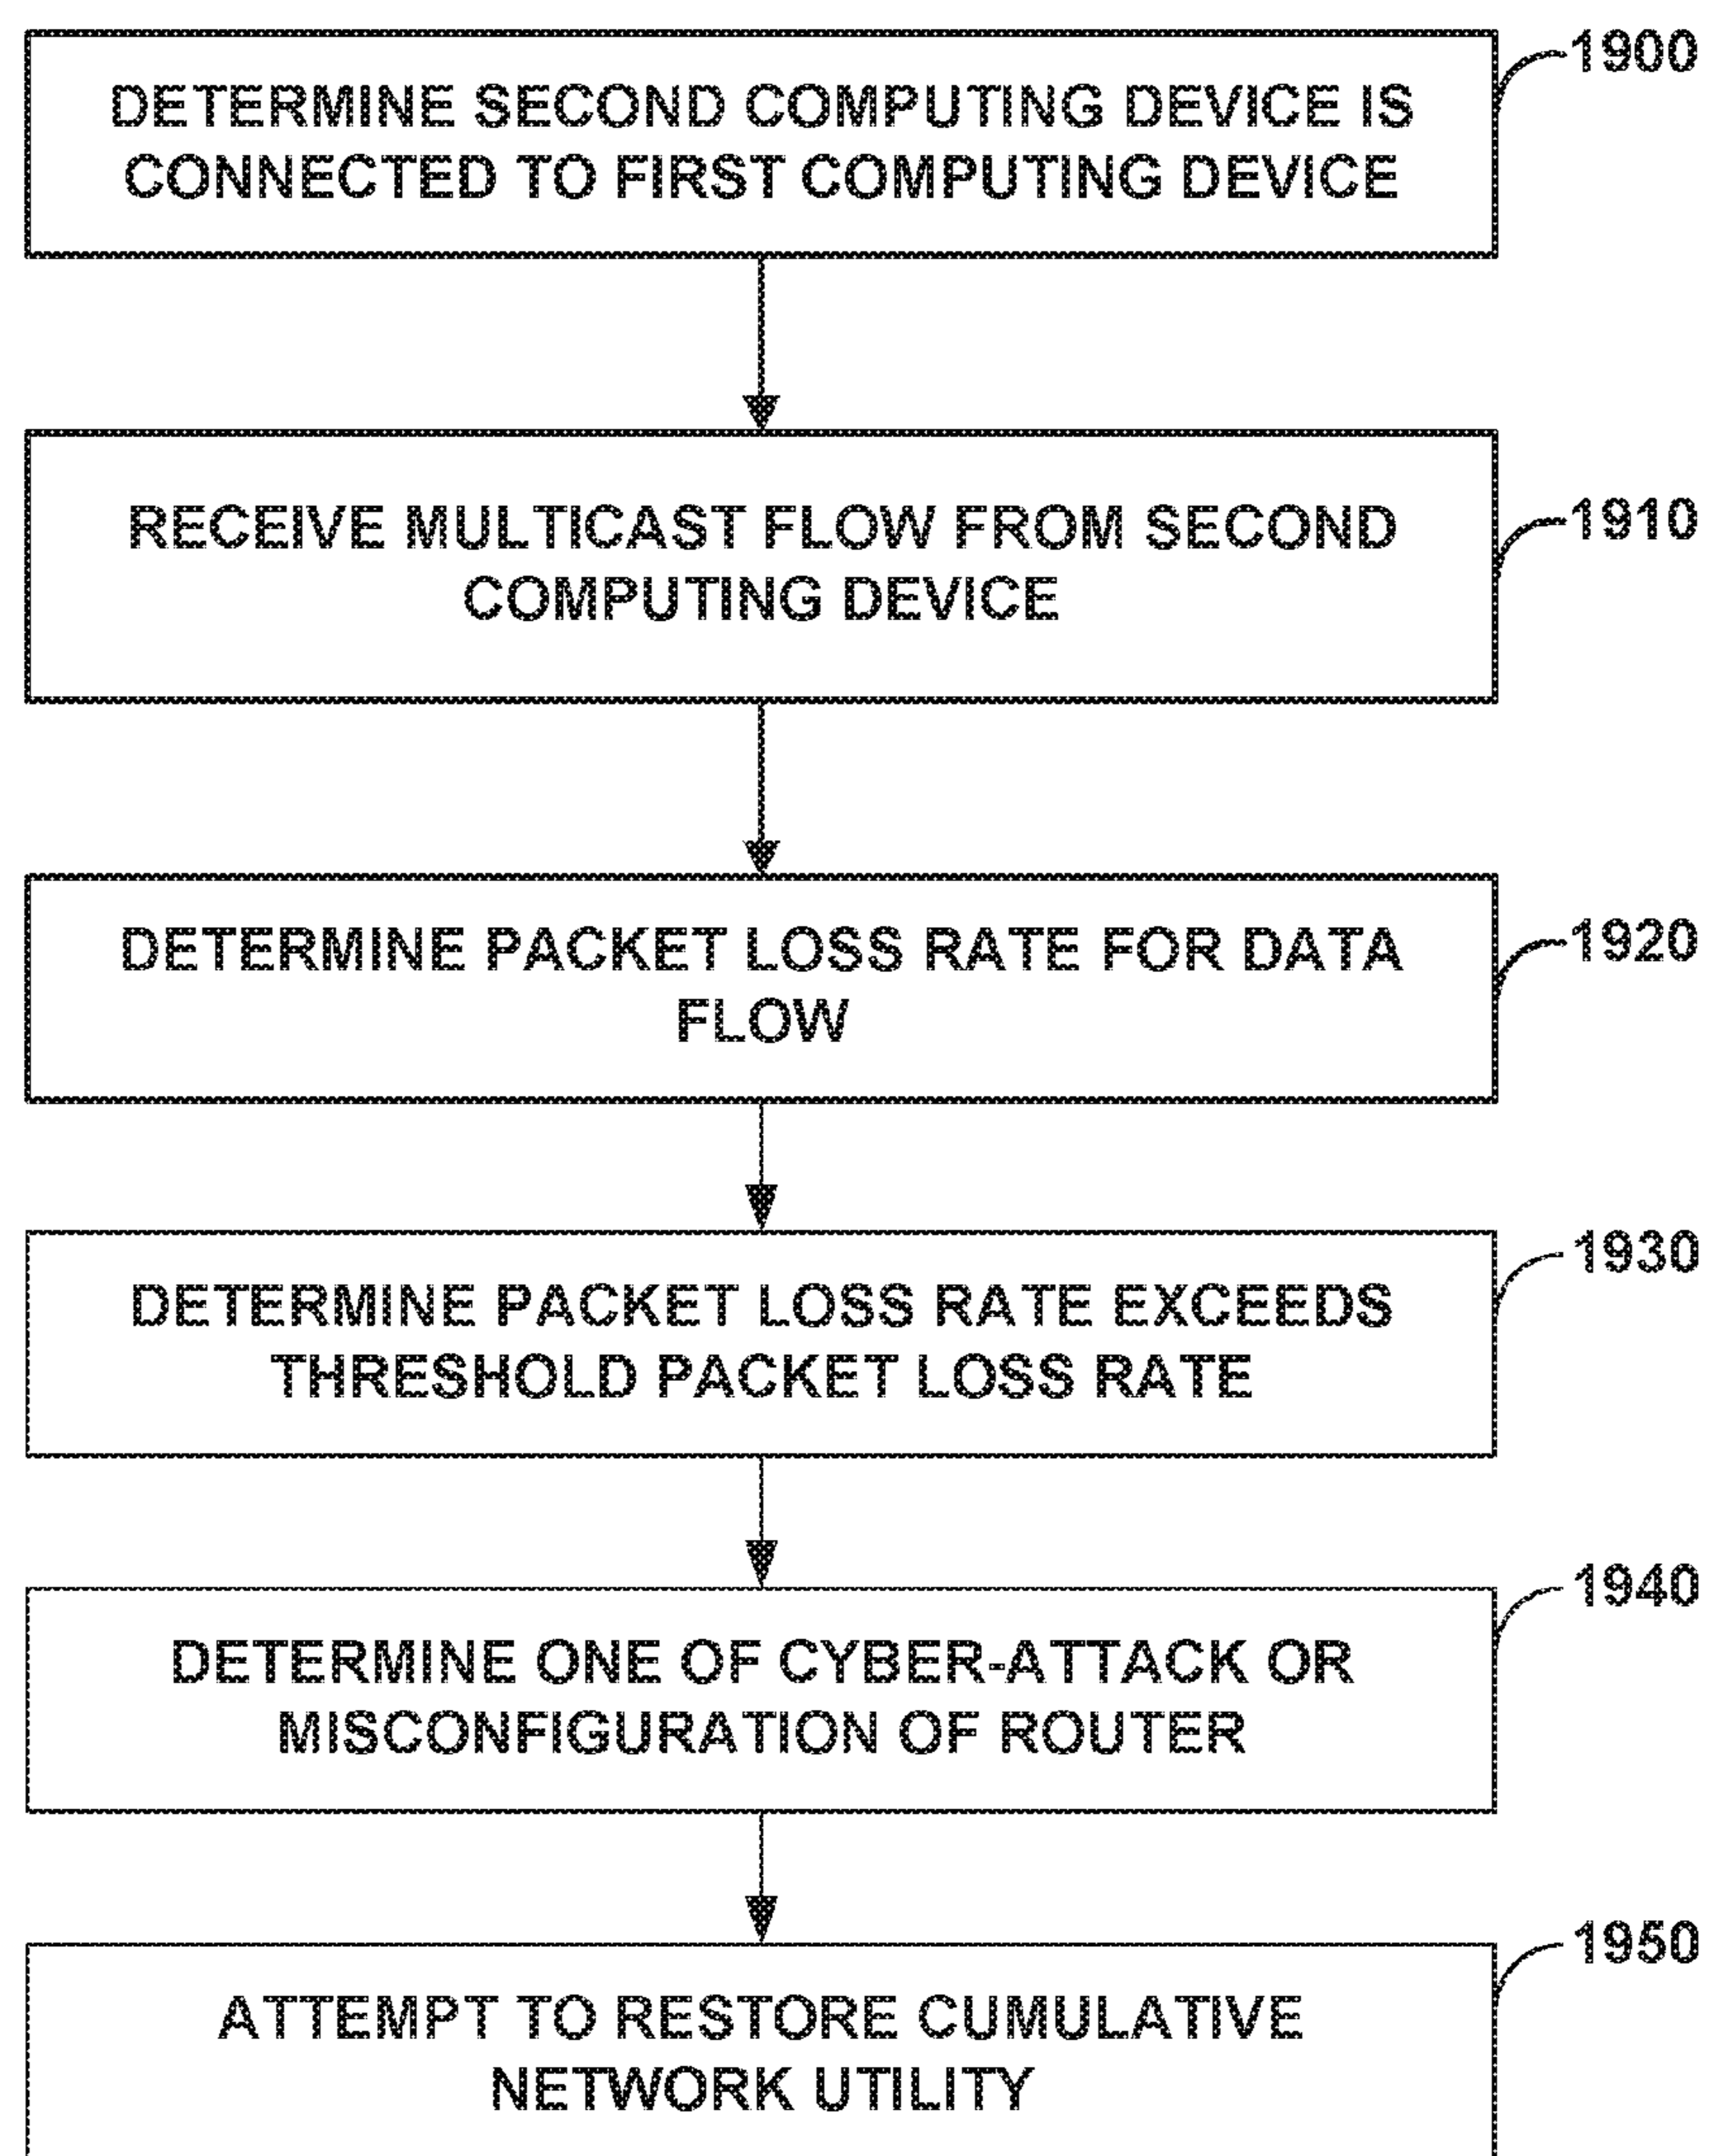 1900
DETERMINE SECOND COMPUTING DEVICE IS
CONNECTED TO FIRST COMPUTING DEVICE
1910
RECEIVE MULTICAST FLOW FROM SECOND
COMPUTING DEVICE
1920
DETERMINE PACKET LOSS RATE FOR DATA
FLOW
1930
DETERMINE PACKET LOSS RATE EXCEEDS
THRESHOLD PACKET LOSS RATE
1940
DETERMINE ONE OF CYBER-ATTACK OR
MISCONFIGURATION OF ROUTER
1950
ATTEMPT TO RESTORE CUMULATIVE
NETWORK UTILITY